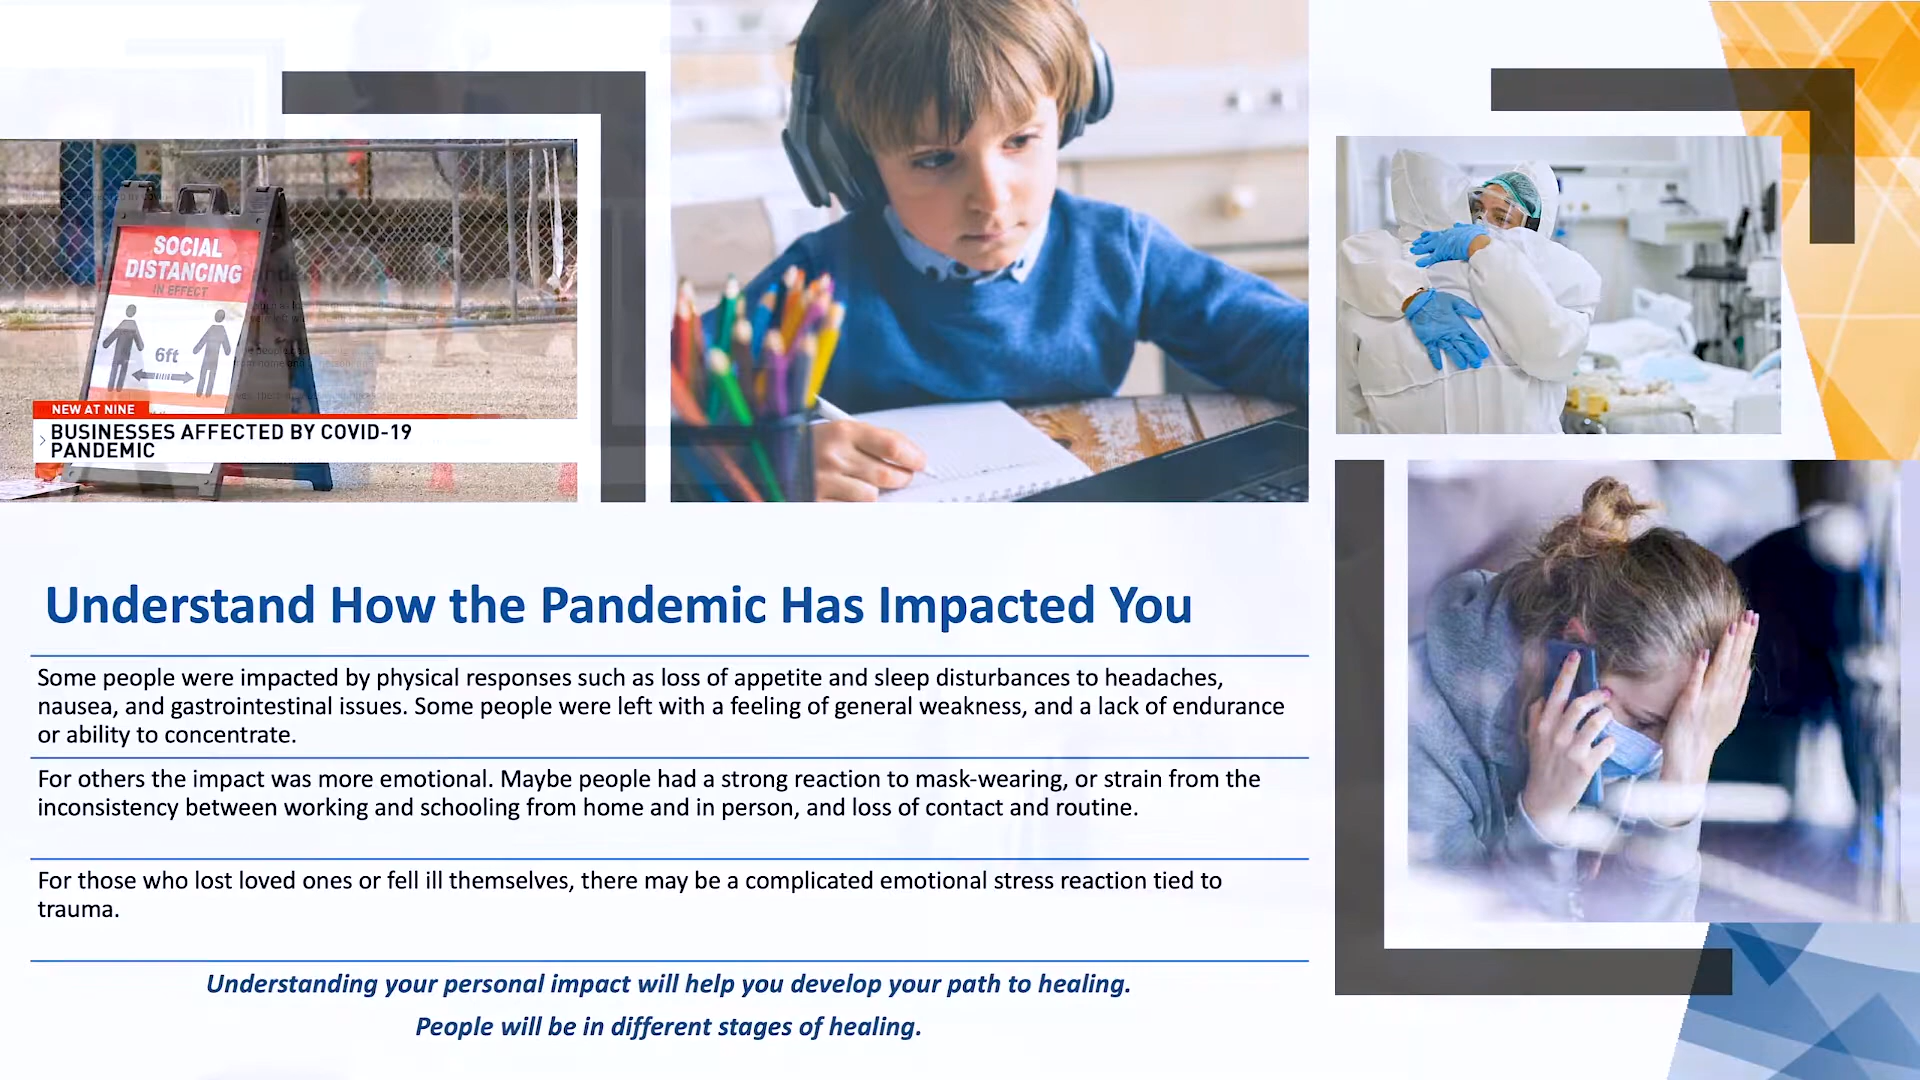 SOCIAL
DISTANCING
IN EFFECT
6ft
NEW AT NINE
BUSINESSES AFFECTED BY COVID-19
PANDEMIC
Understand How the Pandemic Has Impacted You
Some people were impacted by physical responses such as loss of appetite and sleep disturbances to headaches,
nausea, and gastrointestinal issues. Some people were left with a feeling of general weakness, and a lack of endurance
or ability to concentrate.
For others the impact was more emotional. Maybe people had a strong reaction to mask-wearing, or strain from the
inconsistency between working and schooling from home and in person, and loss of contact and routine.
For those who lost loved ones or fell ill themselves, there may be a complicated emotional stress reaction tied to
trauma.
Understanding your personal impact will help you develop your path to healing.
People will be in different stages of healing.